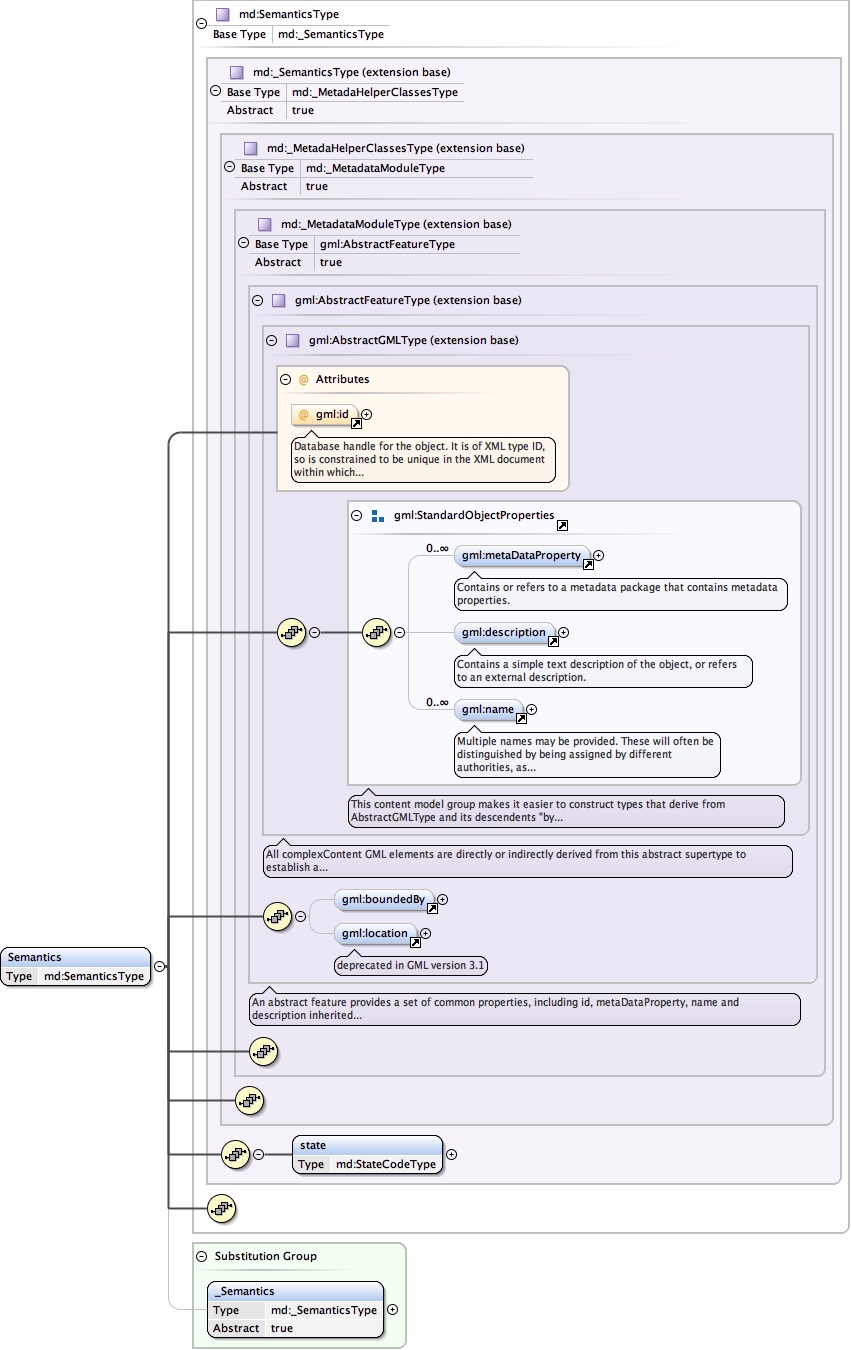 md:SemanticsType
Base Type md:_SemanticsType
md:_SemanticsType (extension base)
Base Type md:_MetadaHelperClassesType
Abstract true
md:_MetadaHelperClassesType (extension base)
Base Type md:_MetadataModuleType
Abstract true
md:_MetadataModuleType (extension base)
Base Type gml:AbstractFeatureType
Abstract true
gml:AbstractFeatureType (extension base)
gml:AbstractGMLType (extension base)
@ Attributes
@ gml:id
Database handle for the object. It is of XML type ID,
so is constrained to be unique in the XML document
within which...
gml:StandardObjectProperties
0..∞ gml:metaDataProperty
Contains or refers to a metadata package that contains metadata
properties.
gml:description
Contains a simple text description of the object, or refers
to an external description.
0..∞ gml:name
Multiple names may be provided. These will often be
distinguished by being assigned by different
authorities, as...
This content model group makes it easier to construct types that derive from
AbstractGMLType and its descendents "by...
All complexContent GML elements are directly or indirectly derived from this abstract supertype to
establish a...
gml:boundedBy
gml:location
deprecated in GML version 3.1
Semantics
Type md:SemanticsType
An abstract feature provides a set of common properties, including id, metaDataProperty, name and
description inherited...
state
Type md:StateCodeType
Substitution Group
_Semantics
Type md:_SemanticsType
Abstract true